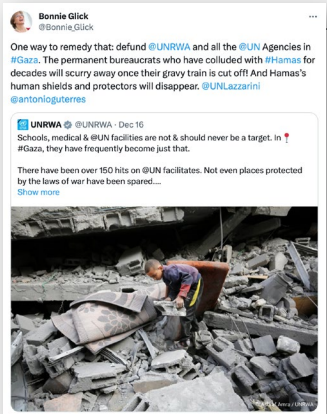 Bonnie Glick
@Bonnie_Glick
One way to remedy that: defund @UNRWA and all the @UN Agencies in
#Gaza. The permanent bureaucrats who have colluded with #Hamas for
decades will scurry away once their gravy train is cut off! And Hamas's
human shields and protectors will disappear. @UNLazzarini
@antonioguterres
UNRWA @UNRWA · Dec 16
Schools, medical & @UN facilities are not & should never be a target. In 📍
#Gaza, they have frequently become just that.
There have been over 150 hits on @UN facilitates. Not even places protected
by the laws of war have been spared....
Show more
Amra / UNRWA